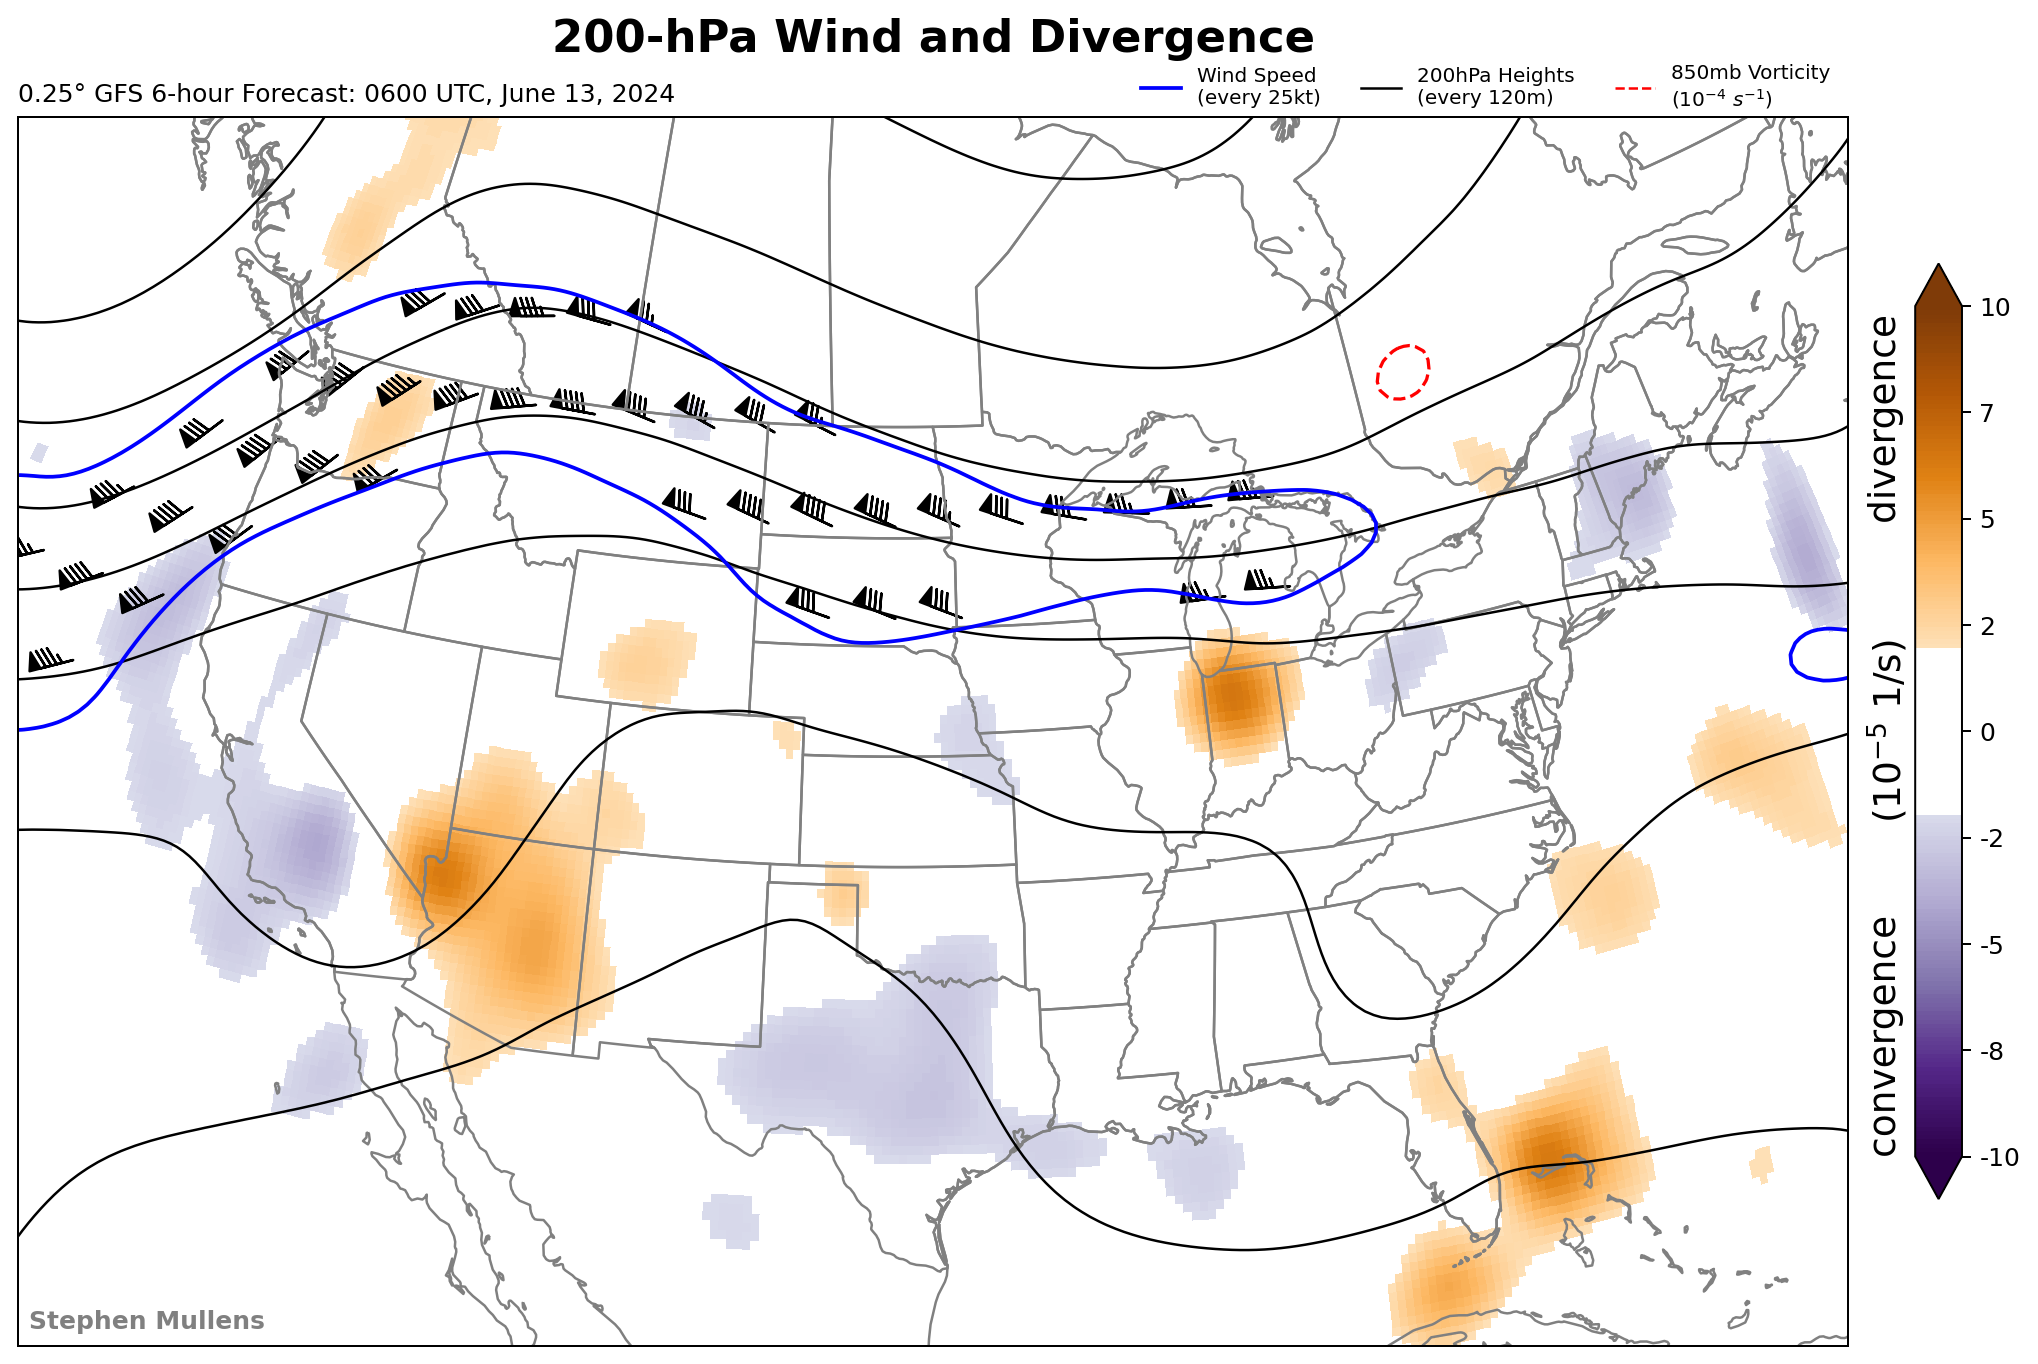 200-hPa Wind and Divergence
0.25° GFS 6-hour Forecast: 0600 UTC, June 13, 2024
Wind Speed
(every 25kt)
200hPa Heights
(every 120m)
850mb Vorticity
(10⁻⁴ s⁻¹)
10
7
5
2
0
-2
-5
-8
-10
convergence (10⁻⁵ 1/s) divergence
Stephen Mullens